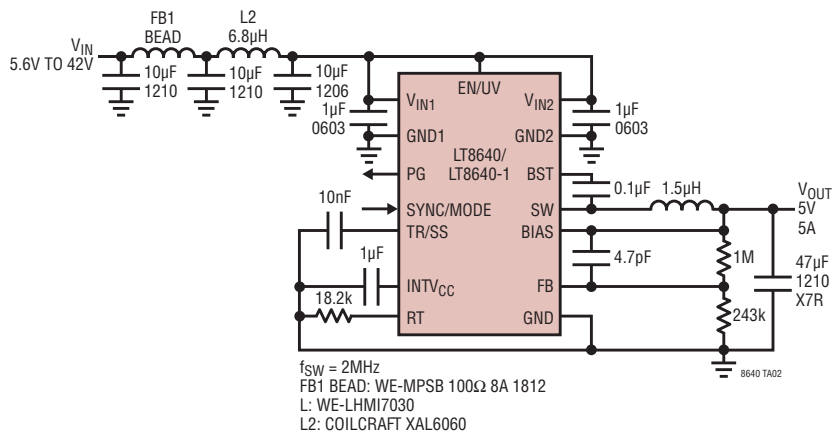 FB1
BEAD
L2
6.8µH
VIN
5.6V TO 42V
10µF
1210
10µF
1210
10µF
1206
EN/UV
VIN1
VIN2
1µF
0603
1µF
0603
GND1
GND2
LT8640/
LT8640-1
PG
BST
10nF
0.1µF
1.5µH
VOUT
5V
5A
SYNC/MODE
SW
TR/SS
BIAS
1µF
4.7pF
1M
47µF
1210
X7R
INTVCC
FB
18.2k
243k
RT
GND
8640 TA02
fSW = 2MHz
FB1 BEAD: WE-MPSB 100Ω 8A 1812
L: WE-LHMI7030
L2: COILCRAFT XAL6060